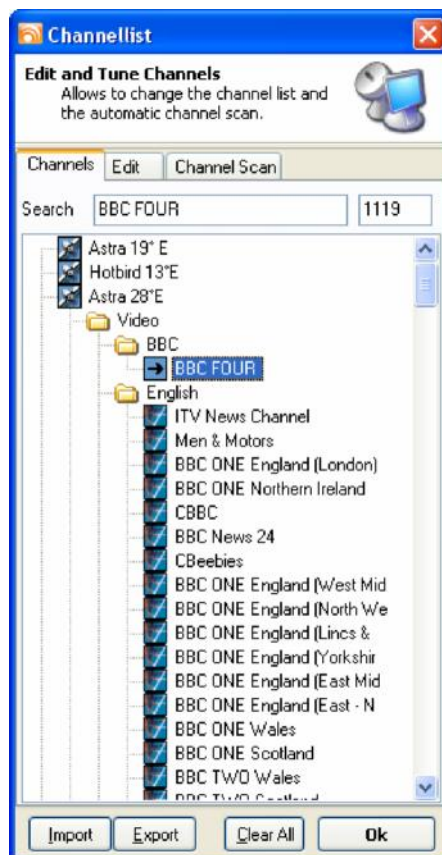 Channellist
Edit and Tune Channels
Allows to change the channel list and
the automatic channel scan.
Channels Edit Channel Scan
Search BBC FOUR 1119
Astra 19° E
Hotbird 13°E
Astra 28°E
Video
BBC
BBC FOUR
English
ITV News Channel
Men & Motors
BBC ONE England (London)
BBC ONE Northern Ireland
CBBC
BBC News 24
CBeebies
BBC ONE England (West Mid
BBC ONE England (North We
BBC ONE England (Lincs &
BBC ONE England (Yorkshir
BBC ONE England (East Mid
BBC ONE England (East - N
BBC ONE Wales
BBC ONE Scotland
BBC TWO Wales
BBC TWO Scotland
Import Export Clear All Ok